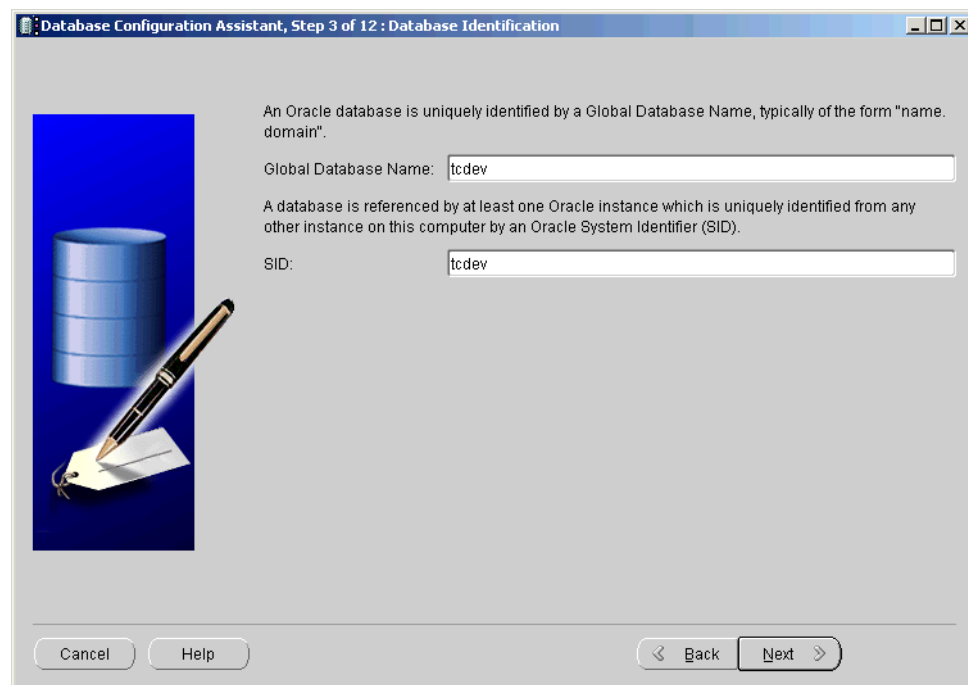 Database Configuration Assistant, Step 3 of 12 : Database Identification
An Oracle database is uniquely identified by a Global Database Name, typically of the form "name.
domain".
Global Database Name: tcdev
A database is referenced by at least one Oracle instance which is uniquely identified from any
other instance on this computer by an Oracle System Identifier (SID).
SID: tcdev
Cancel Help Back Next